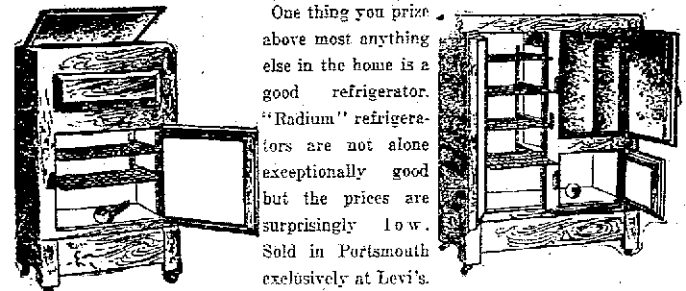 One thing you prize
above most anything
else in the home is a
good refrigerator.
"Radium" refrigera-
tors are not alone
exceptionally good
but the prices are
surprisingly low.
Sold in Portsmouth
exclusively at Levi's.